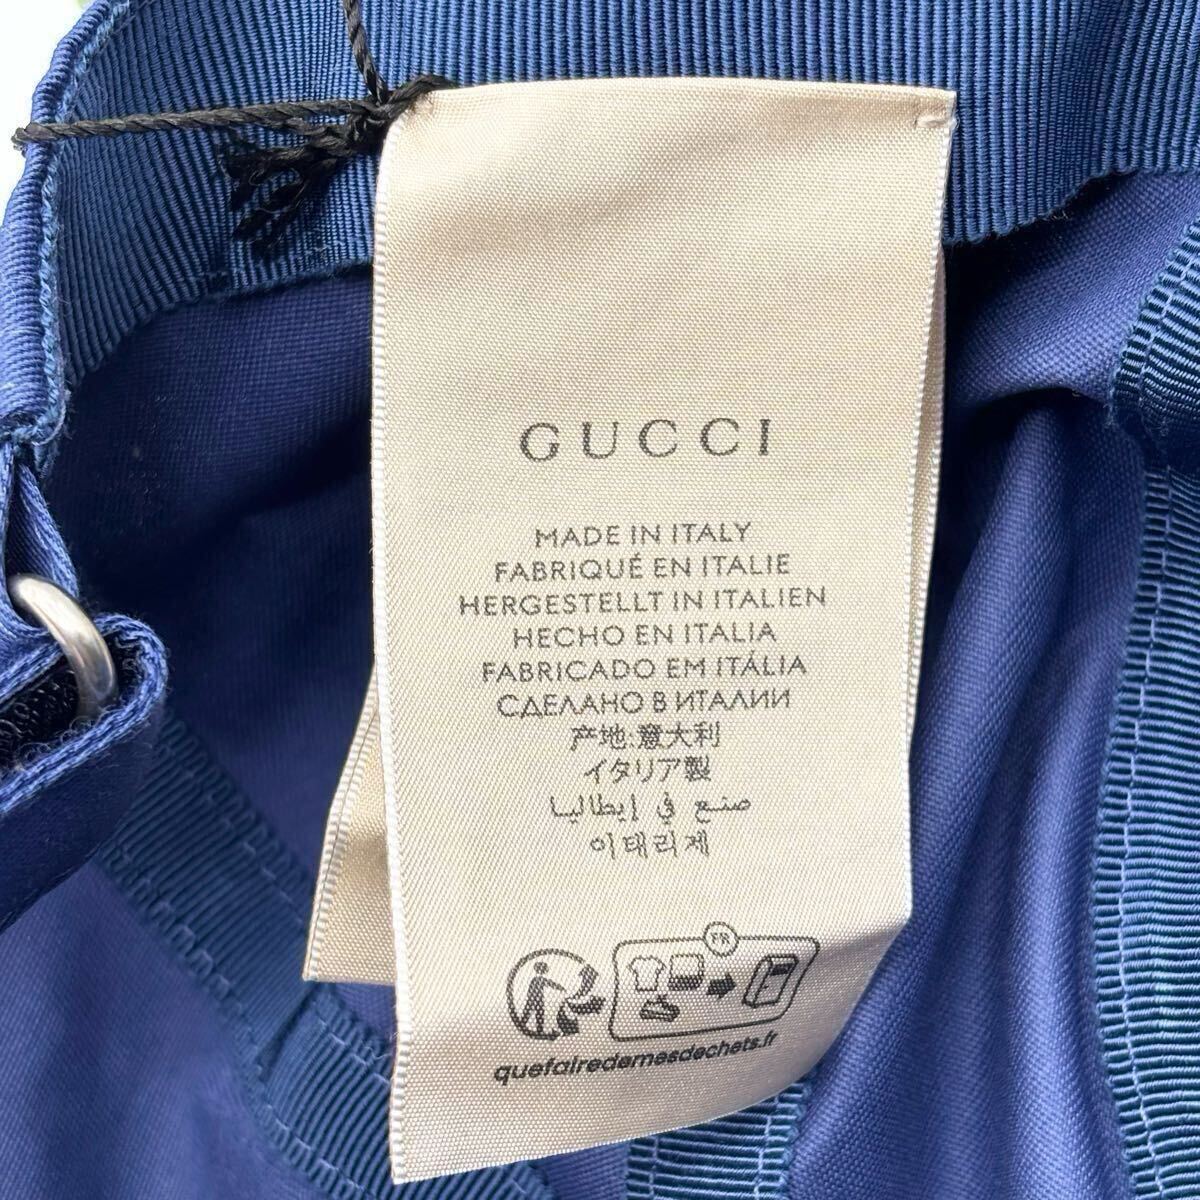 GUCCI
MADE IN ITALY
FABRIQUÉ EN ITALIE
HERGESTELLT IN ITALIEN
HECHO EN ITALIA
FABRICADO EM ITÁLIA
СДЕЛАНО В ИТАЛИИ
产地:意大利
イタリア製
صنع في إيطاليا
이태리제
FR
quefairedemesdechets.fr